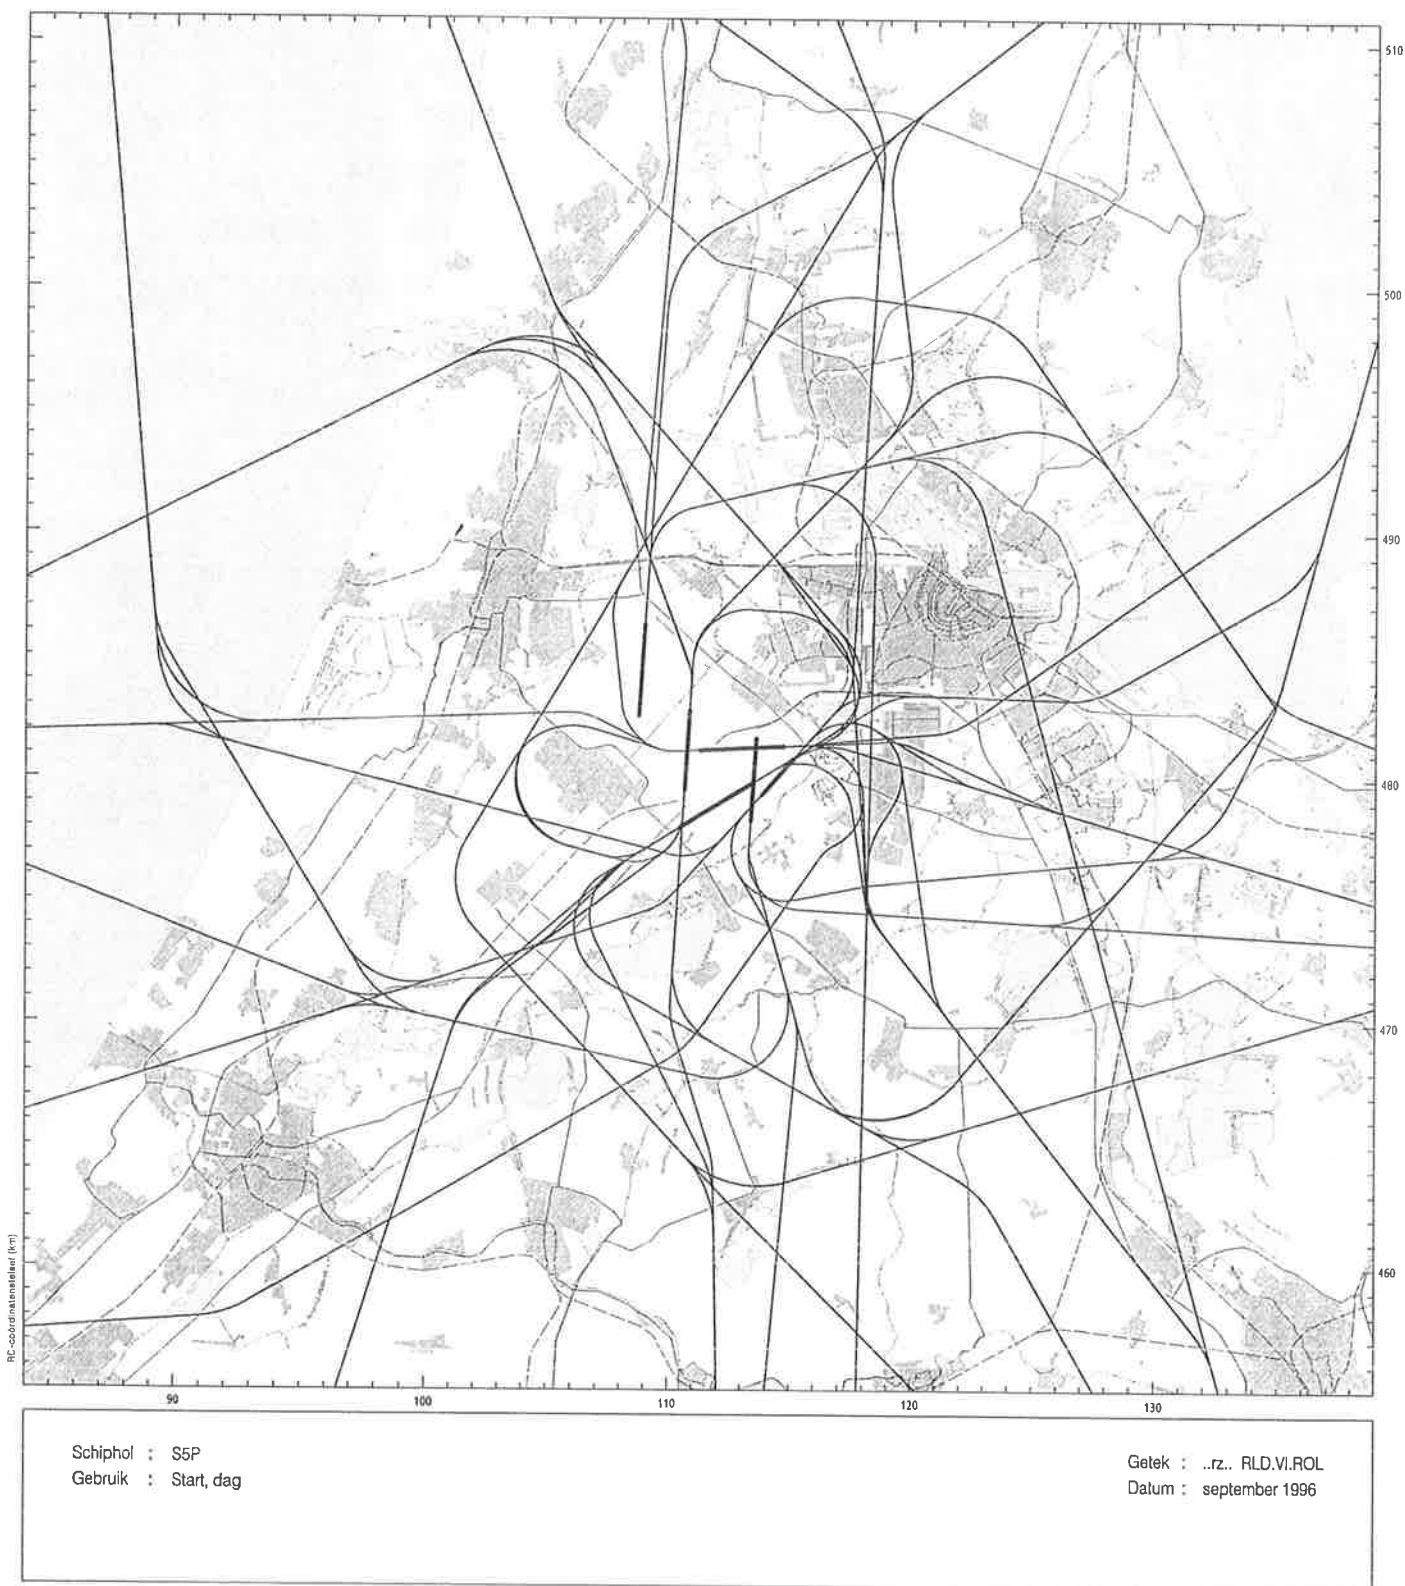 510
500
490
480
470
460
RC-coördinatenstelsel (km)
90
100
110
120
130
Schiphol : S5P
Gebruik : Start, dag
Getek : ..rz.. RLD.VI.ROL
Datum : september 1996